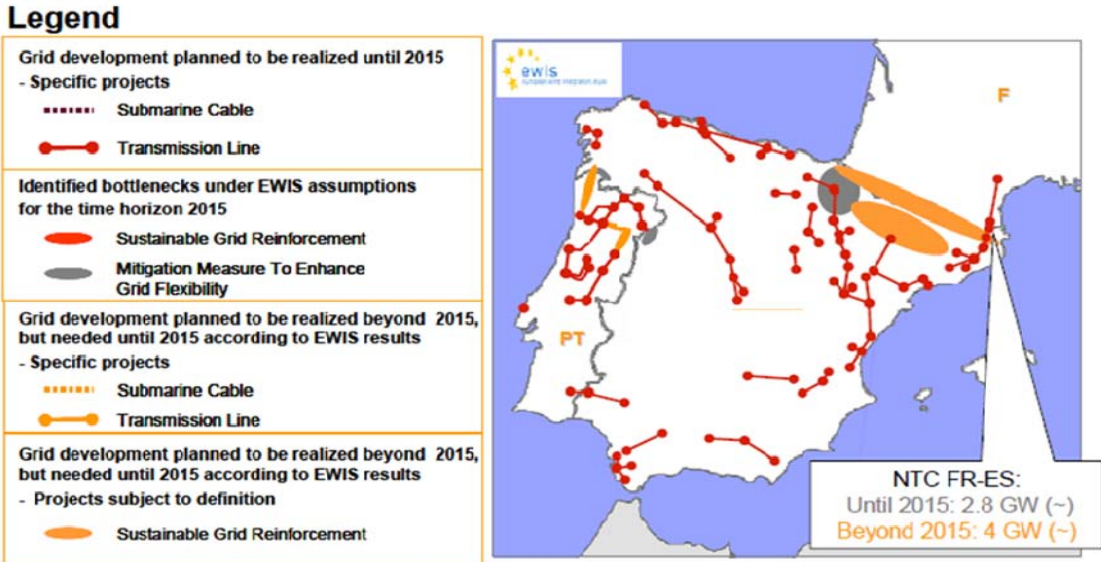 Legend
Grid development planned to be realized until 2015
- Specific projects
Submarine Cable
Transmission Line
Identified bottlenecks under EWIS assumptions
for the time horizon 2015
Sustainable Grid Reinforcement
Mitigation Measure To Enhance
Grid Flexibility
Grid development planned to be realized beyond 2015,
but needed until 2015 according to EWIS results
- Specific projects
Submarine Cable
Transmission Line
Grid development planned to be realized beyond 2015,
but needed until 2015 according to EWIS results
- Projects subject to definition
Sustainable Grid Reinforcement
ewis
F
PT
NTC FR-ES:
Until 2015: 2.8 GW (~)
Beyond 2015: 4 GW (~)